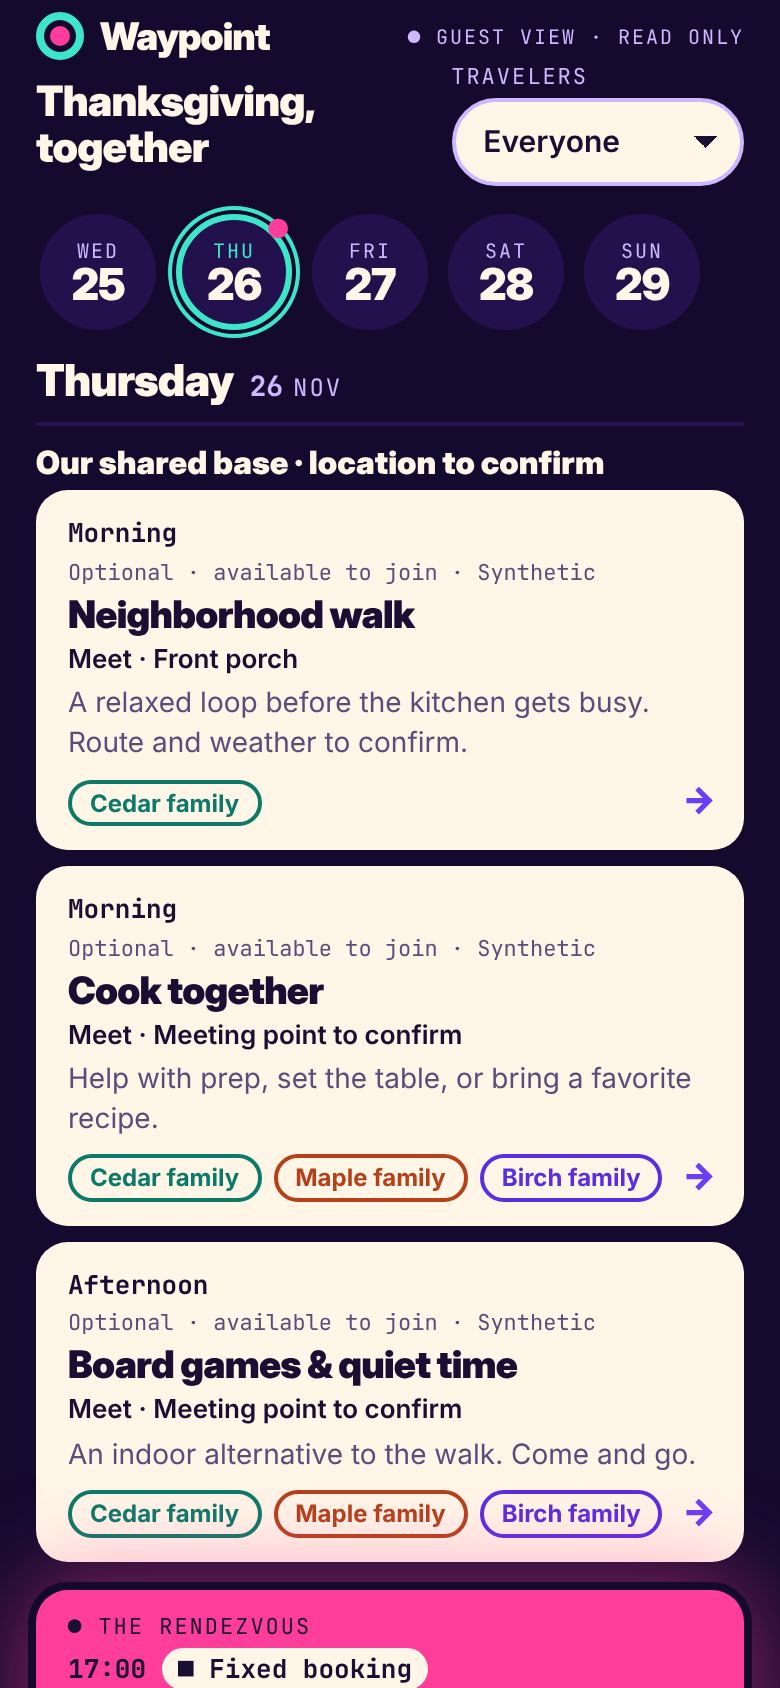 Waypoint
● GUEST VIEW · READ ONLY
Thanksgiving,
together
TRAVELERS
Everyone
WED
25
THU
26
FRI
27
SAT
28
SUN
29
Thursday 26 NOV
Our shared base · location to confirm
Morning
Optional · available to join · Synthetic
Neighborhood walk
Meet · Front porch
A relaxed loop before the kitchen gets busy.
Route and weather to confirm.
Cedar family →
Morning
Optional · available to join · Synthetic
Cook together
Meet · Meeting point to confirm
Help with prep, set the table, or bring a favorite
recipe.
Cedar family Maple family Birch family →
Afternoon
Optional · available to join · Synthetic
Board games & quiet time
Meet · Meeting point to confirm
An indoor alternative to the walk. Come and go.
Cedar family Maple family Birch family →
● THE RENDEZVOUS
17:00 ■ Fixed booking